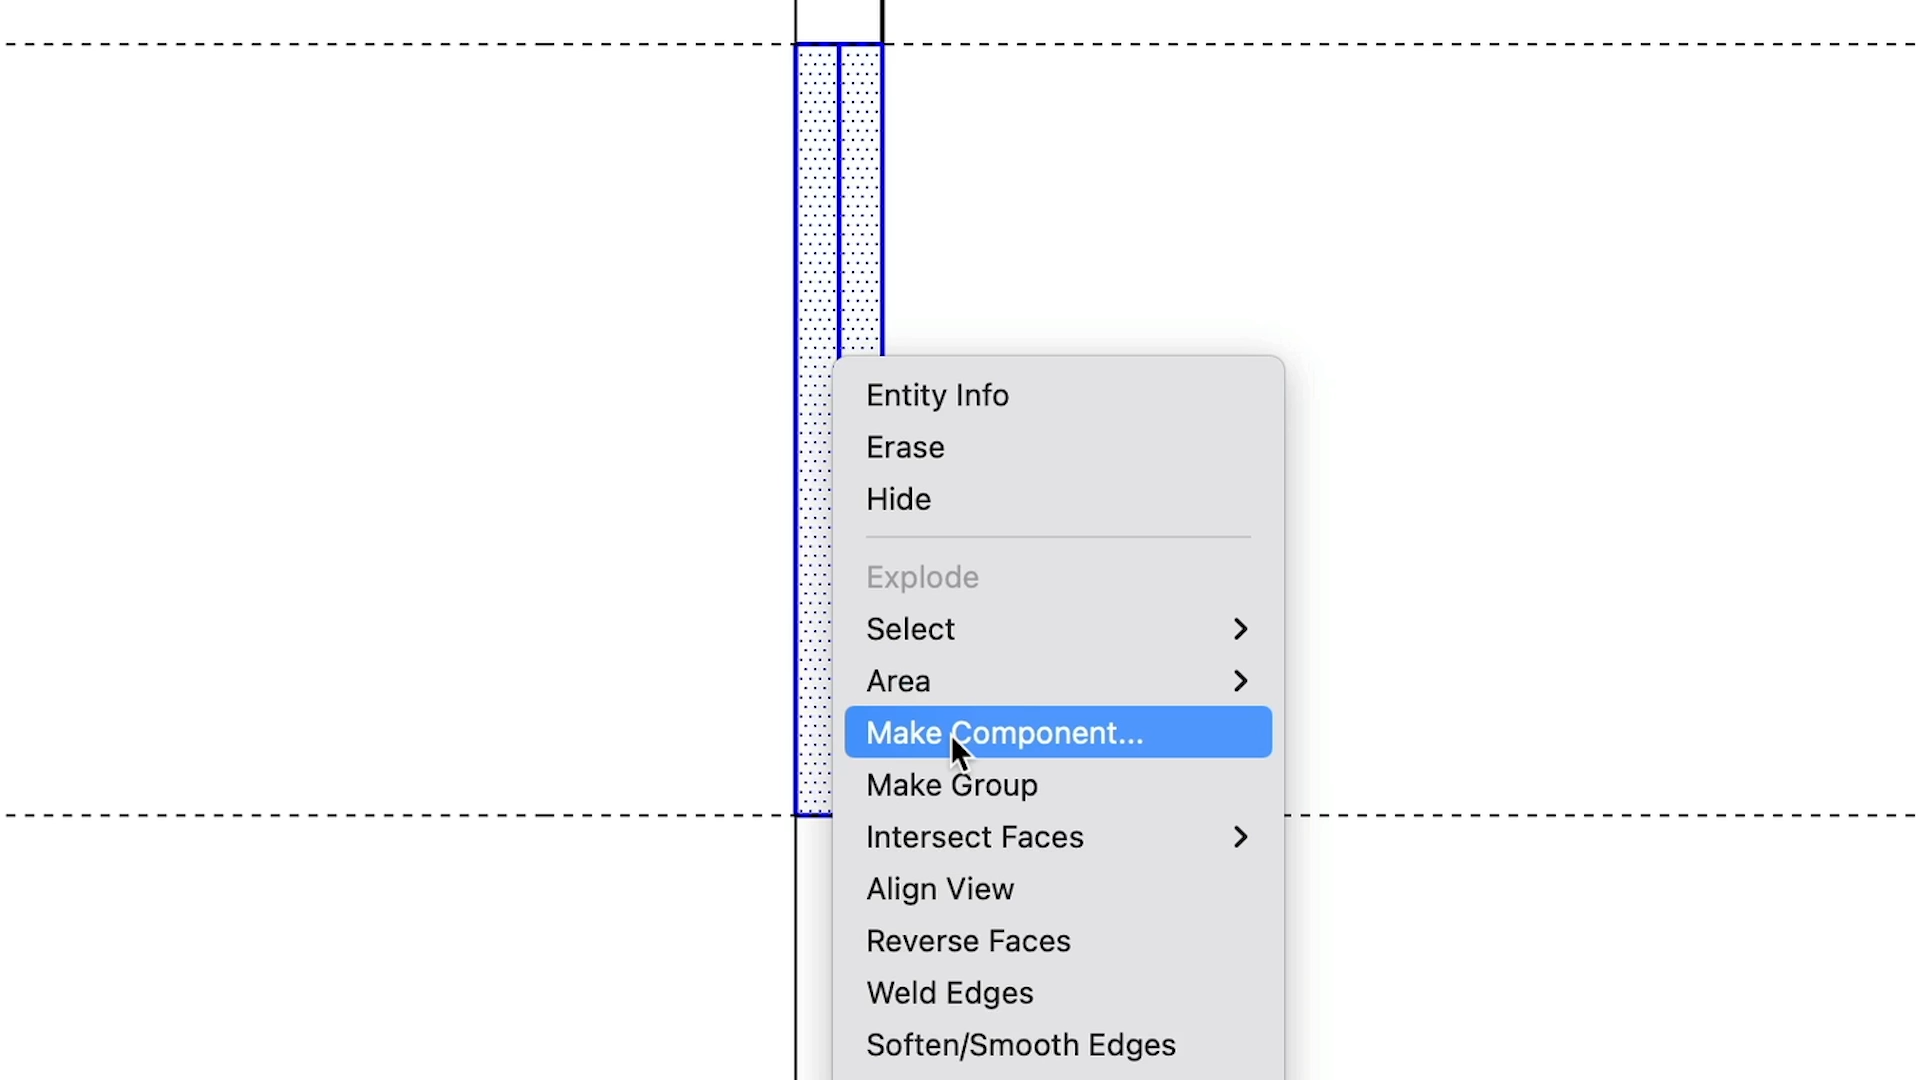 Entity Info
Erase
Hide
Explode
Select
Area
Make Component...
Make Group
Intersect Faces
Align View
Reverse Faces
Weld Edges
Soften/Smooth Edges